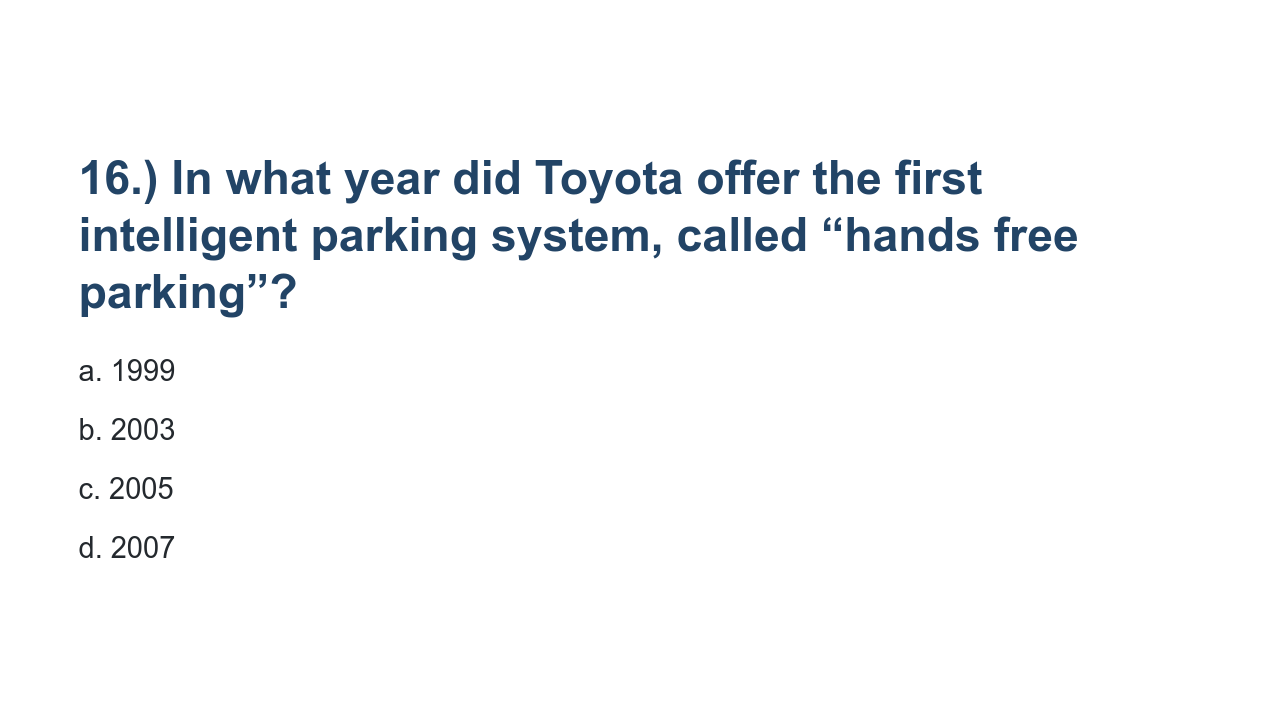 16.) In what year did Toyota offer the first
intelligent parking system, called “hands free
parking”?
a. 1999
b. 2003
c. 2005
d. 2007